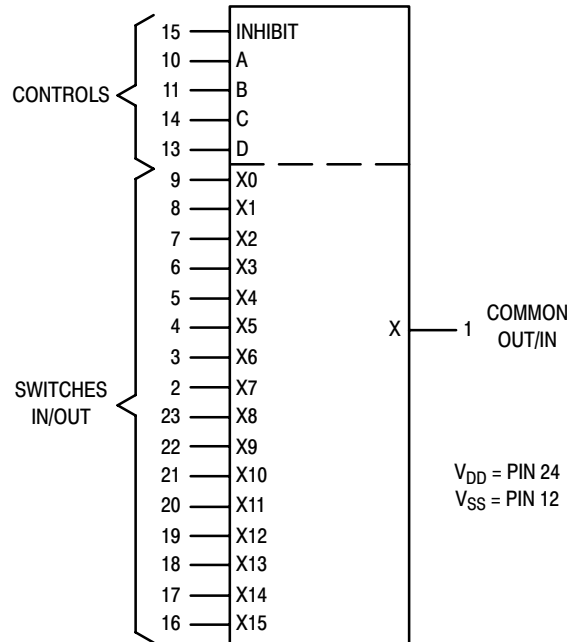 15 INHIBIT
10 A
11 B
CONTROLS
14 C
13 D
9 X0
8 X1
7 X2
6 X3
5 X4
4 X5
X 1 COMMON
OUT/IN
3 X6
2 X7
SWITCHES
IN/OUT
23 X8
22 X9
21 X10
20 X11
19 X12
18 X13
17 X14
16 X15
VDD = PIN 24
VSS = PIN 12